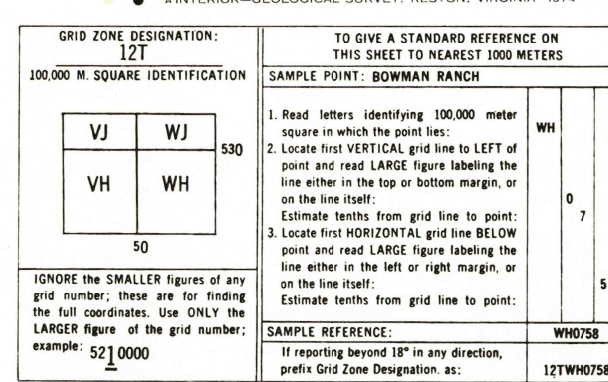 INTERIOR—GEOLOGICAL SURVEY. RESTON, VIRGINIA 1974
GRID ZONE DESIGNATION:
12T
100,000 M. SQUARE IDENTIFICATION
VJ WJ
530
VH WH
50
IGNORE the SMALLER figures of any
grid number; these are for finding
the full coordinates. Use ONLY the
LARGER figure of the grid number;
example: 5210000
TO GIVE A STANDARD REFERENCE ON
THIS SHEET TO NEAREST 1000 METERS
SAMPLE POINT: BOWMAN RANCH
1. Read letters identifying 100,000 meter
square in which the point lies: WH
2. Locate first VERTICAL grid line to LEFT of
point and read LARGE figure labeling the
line either in the top or bottom margin, or
on the line itself: 0
Estimate tenths from grid line to point: 7
3. Locate first HORIZONTAL grid line BELOW
point and read LARGE figure labeling the
line either in the left or right margin, or
on the line itself: 5
Estimate tenths from grid line to point:
SAMPLE REFERENCE: WH0758
If reporting beyond 18° in any direction,
prefix Grid Zone Designation. as: 12TWH0758